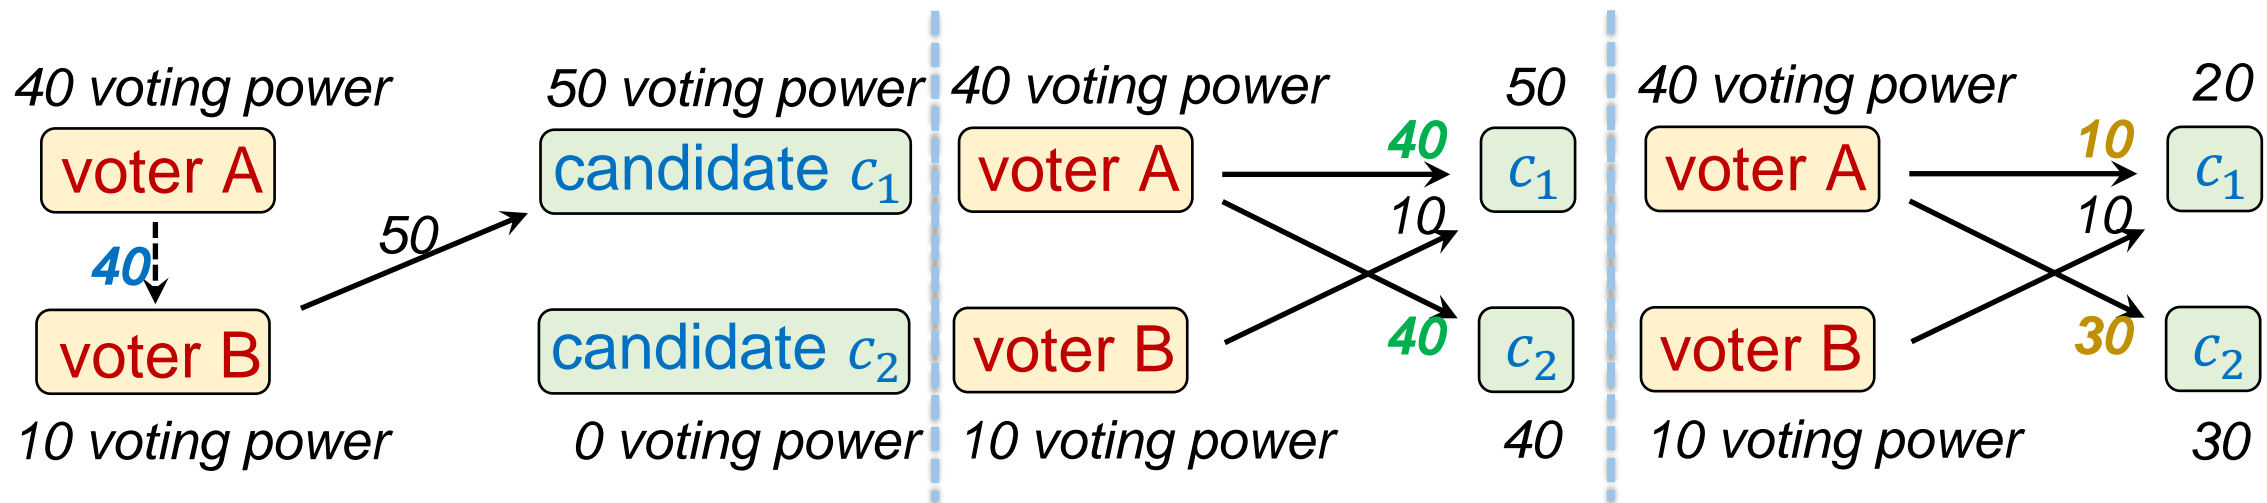 40 voting power
voter A
40
voter B
10 voting power
50
50 voting power
candidate c₁
candidate c₂
0 voting power
40 voting power
voter A
voter B
10 voting power
40
10
40
50
c₁
c₂
40
40 voting power
voter A
voter B
10 voting power
10
10
30
20
c₁
c₂
30